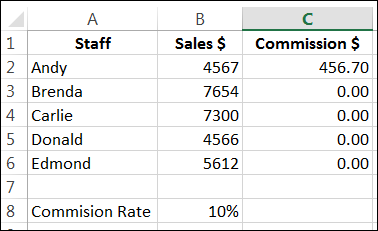 A B C
1 Staff Sales $ Commission $
2 Andy 4567 456.70
3 Brenda 7654 0.00
4 Carlie 7300 0.00
5 Donald 4566 0.00
6 Edmond 5612 0.00
7
8 Commision Rate 10%